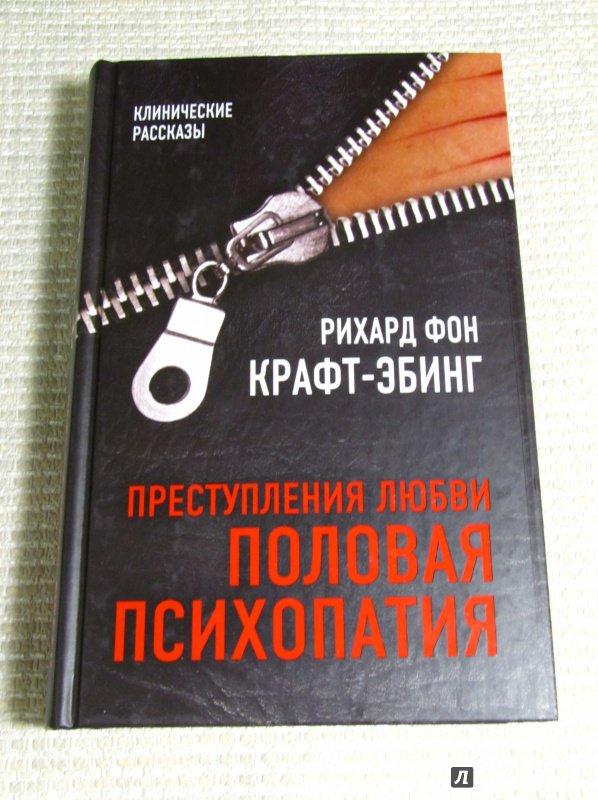 КЛИНИЧЕСКИЕ
РАССКАЗЫ
РИХАРД ФОН
КРАФТ-ЭБИНГ
ПРЕСТУПЛЕНИЯ ЛЮБВИ
ПОЛОВАЯ
ПСИХОПАТИЯ
Л